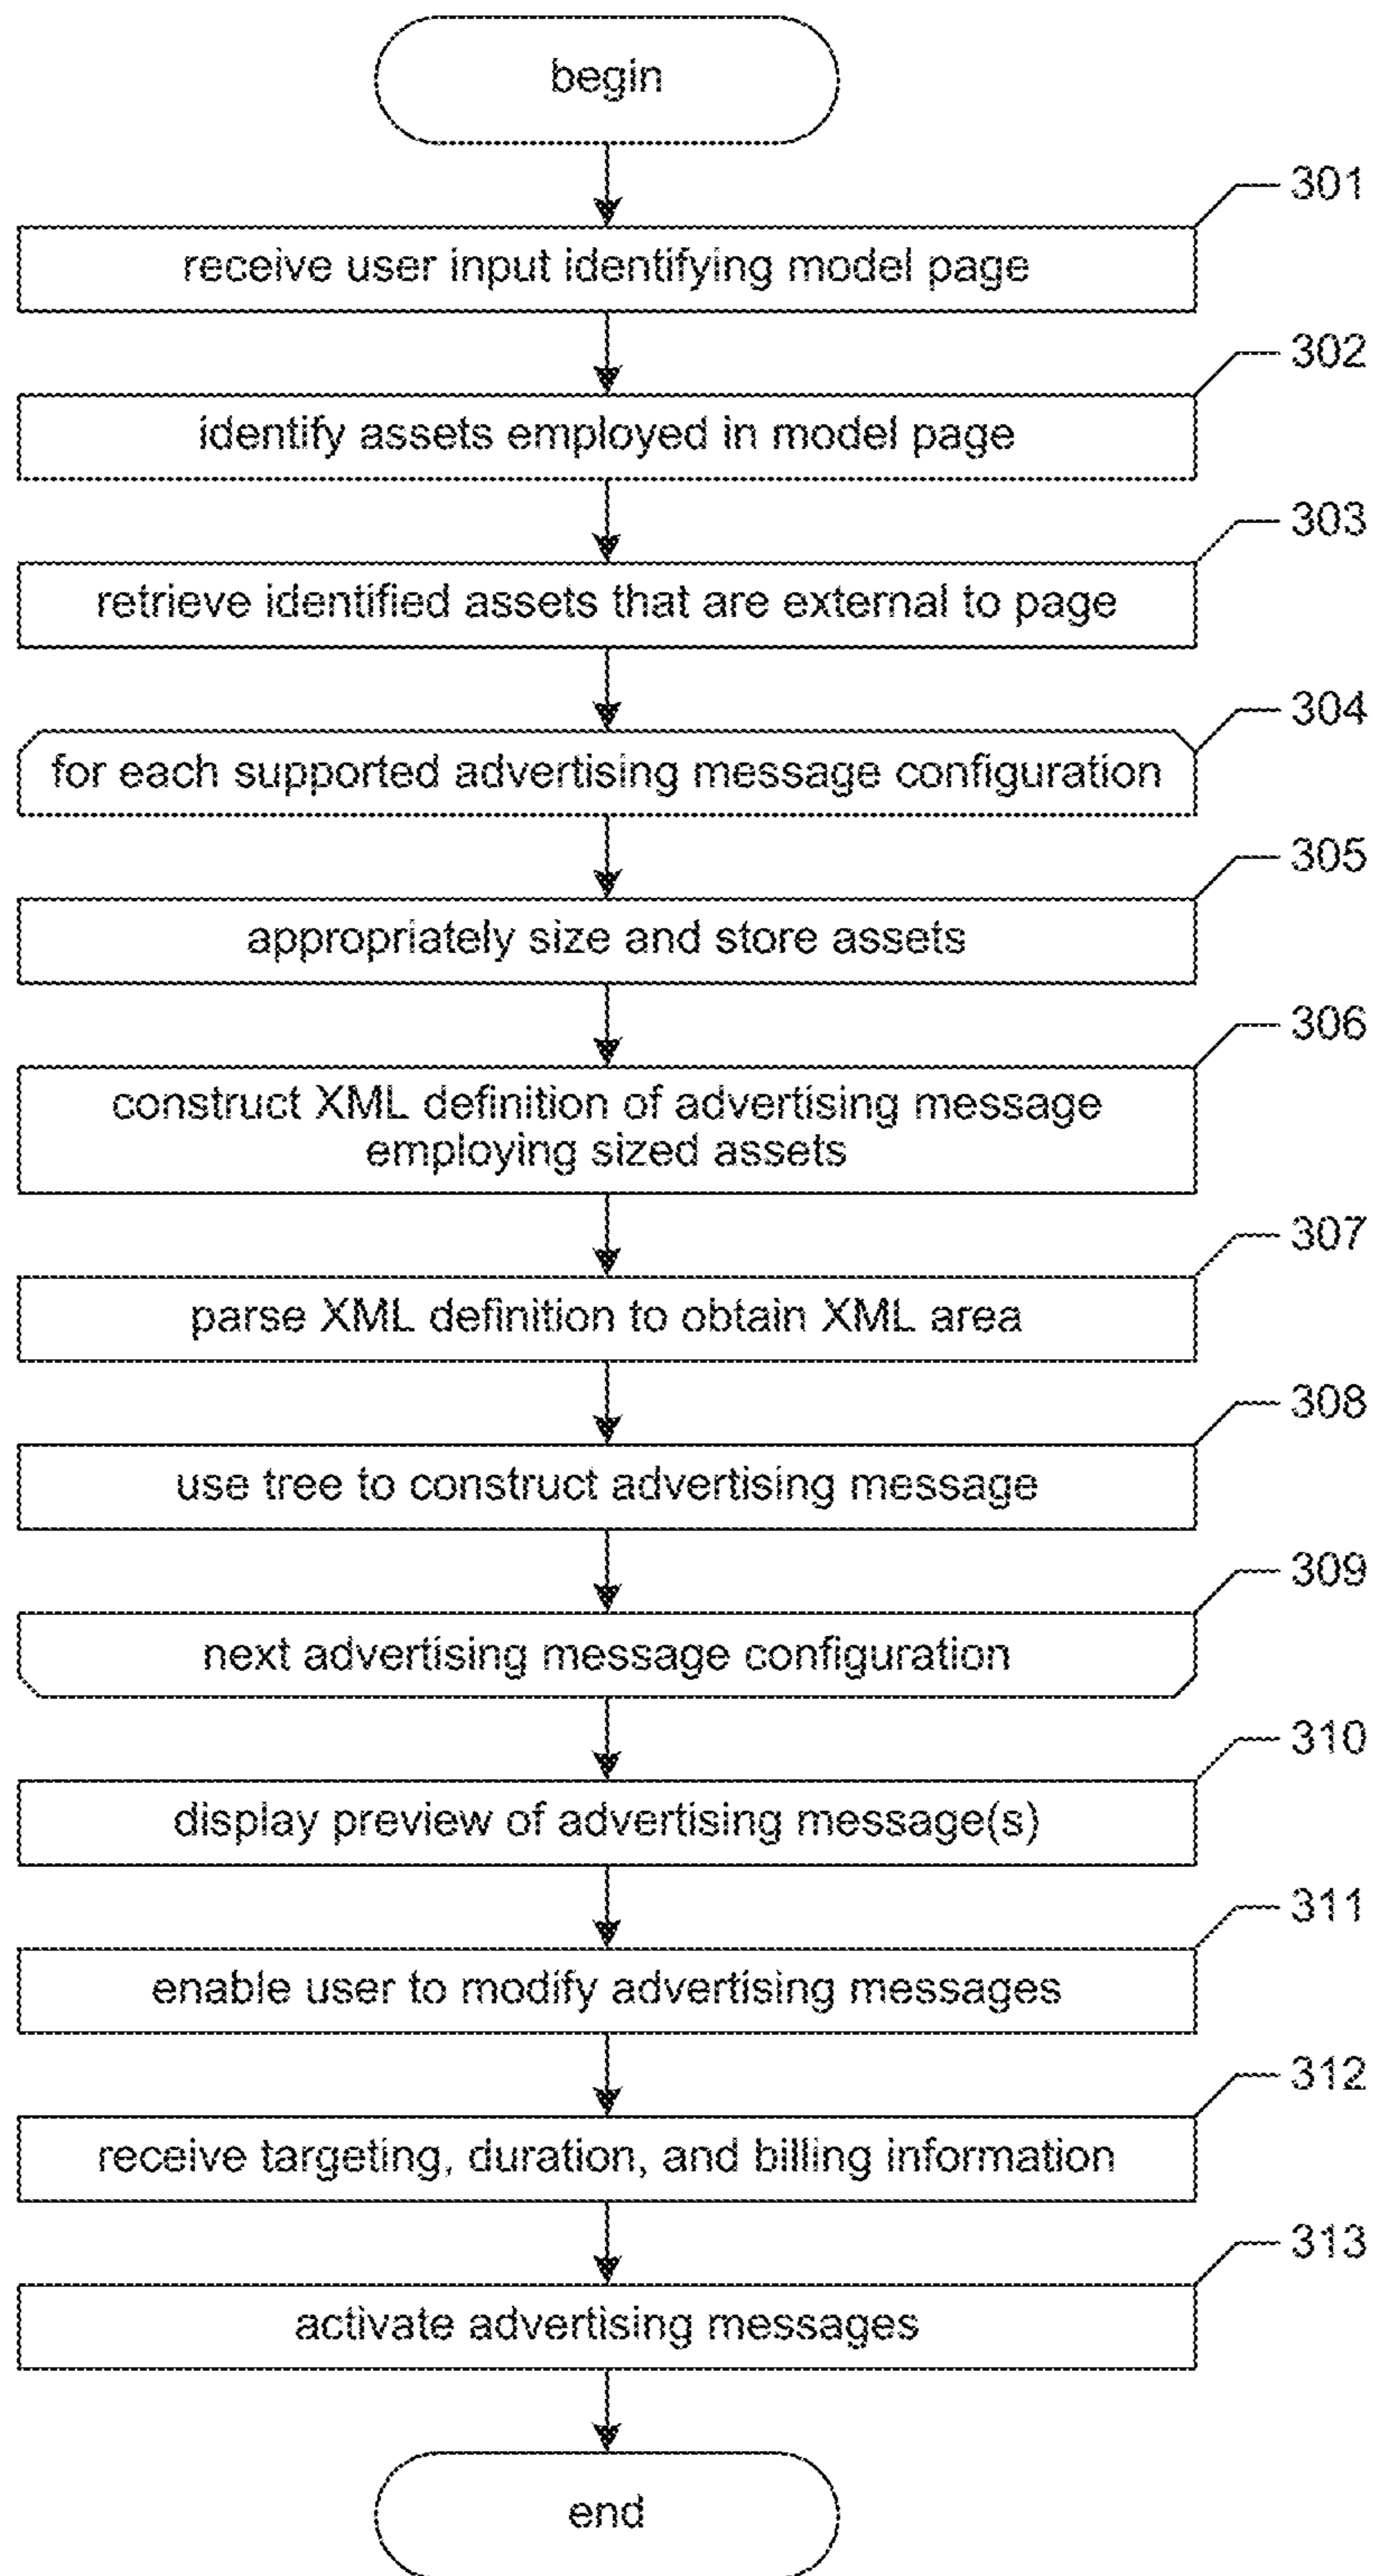 begin
301
receive user input identifying model page
302
identify assets employed in model page
303
retrieve identified assets that are external to page
304
for each supported advertising message configuration
305
appropriately size and store assets
306
construct XML definition of advertising message
employing sized assets
307
parse XML definition to obtain XML area
308
use tree to construct advertising message
309
next advertising message configuration
310
display preview of advertising message(s)
311
enable user to modify advertising messages
312
receive targeting, duration, and billing information
313
activate advertising messages
end